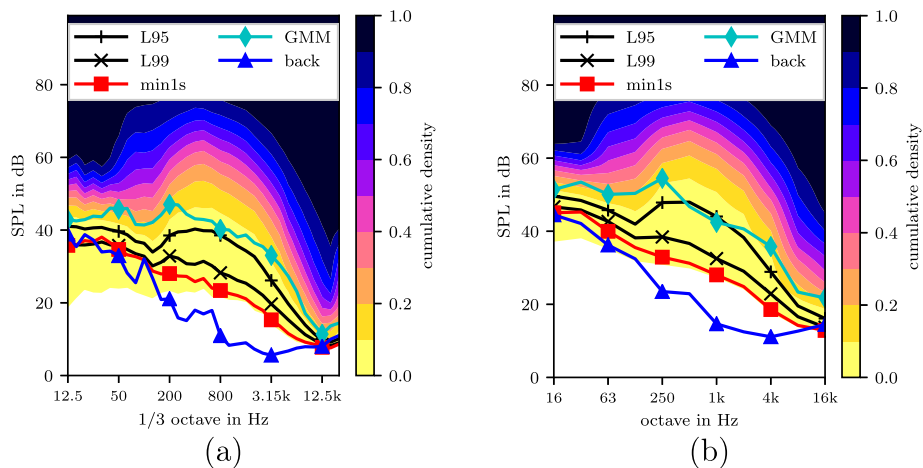 L95
L99
min1s
GMM
back
SPL in dB
80
60
40
20
0
12.5
50
200
800
3.15k
12.5k
1/3 octave in Hz
1.0
0.8
0.6
0.4
0.2
0.0
cumulative density
(a)
L95
L99
min1s
GMM
back
SPL in dB
80
60
40
20
0
16
63
250
1k
4k
16k
octave in Hz
1.0
0.8
0.6
0.4
0.2
0.0
cumulative density
(b)